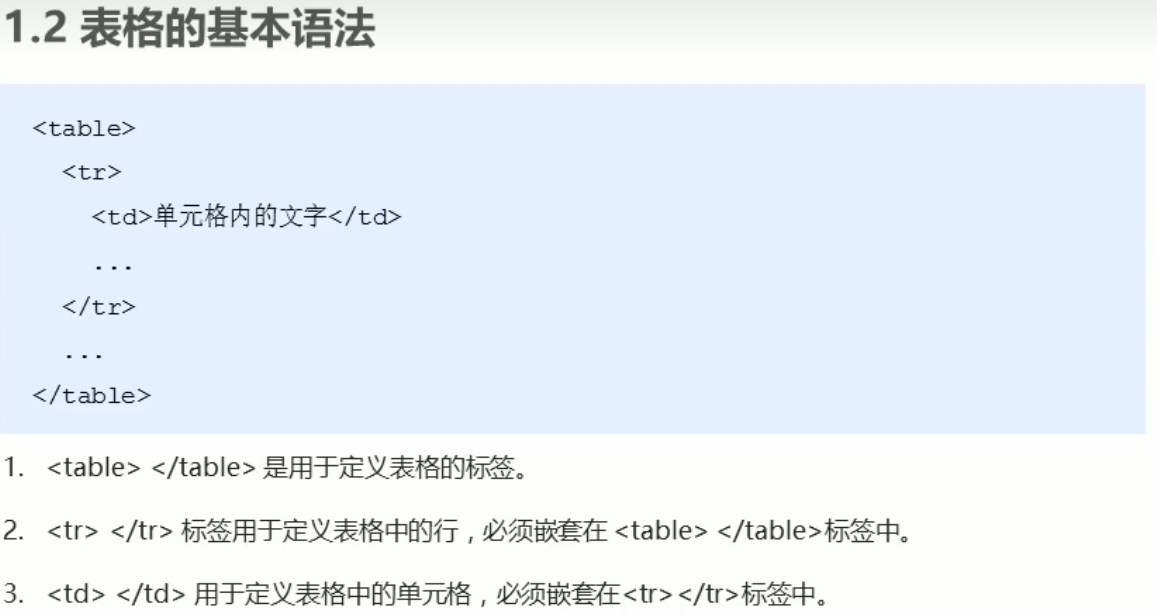 1.2 表格的基本语法
<table>
<tr>
<td>单元格内的文字</td>
...
</tr>
...
</table>
1. <table> </table> 是用于定义表格的标签。
2. <tr> </tr> 标签用于定义表格中的行，必须嵌套在 <table> </table>标签中。
3. <td> </td> 用于定义表格中的单元格，必须嵌套在<tr></tr>标签中。